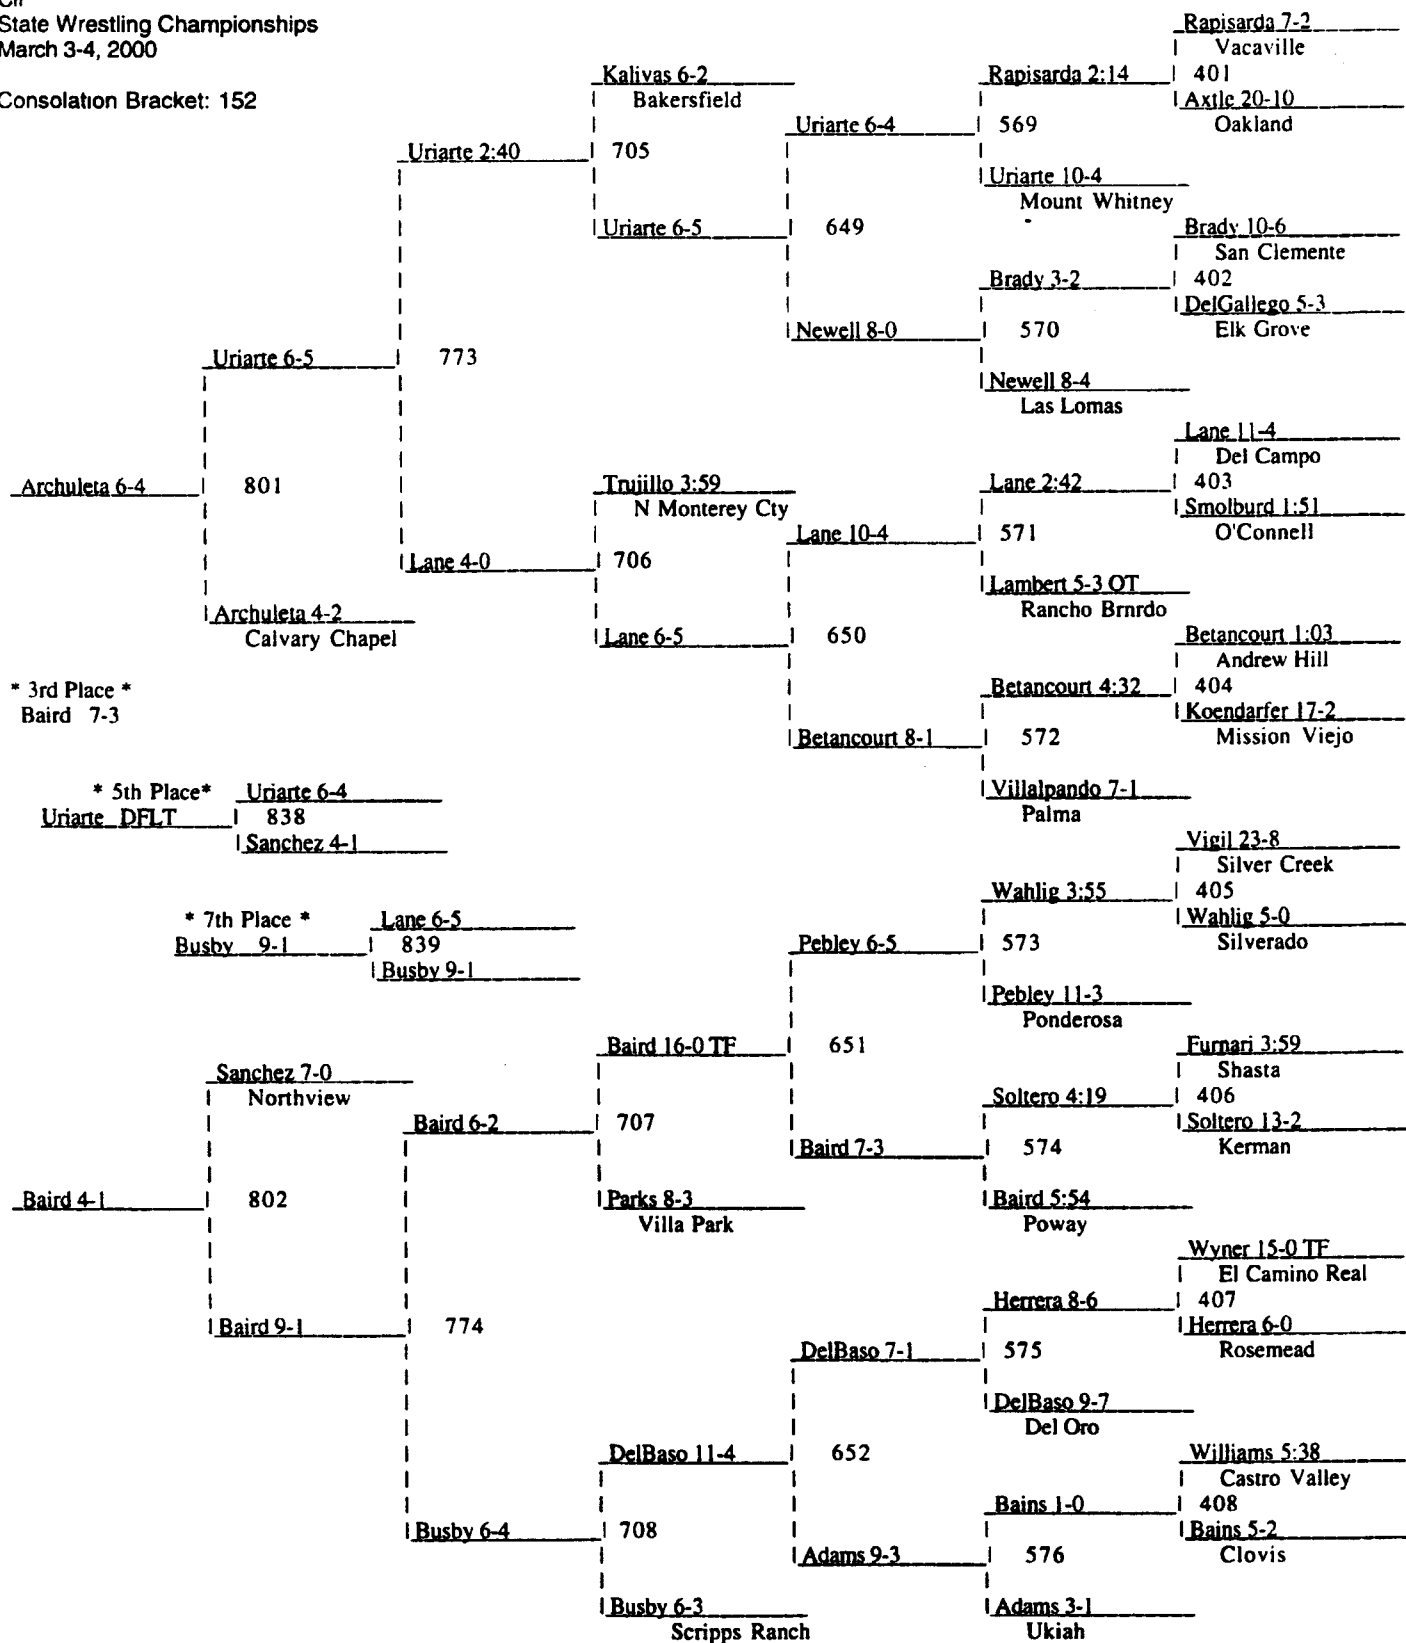 CIF
State Wrestling Championships
March 3-4, 2000
Consolation Bracket: 152
Rapisarda 7-2
Vacaville
Kalivas 6-2
Rapisarda 2:14
401
Bakersfield
Axtle 20-10
Uriarte 6-4
569
Oakland
Uriarte 2:40
705
Uriarte 10-4
Mount Whitney
Uriarte 6-5
649
Brady 10-6
San Clemente
Brady 3-2
402
DelGallego 5-3
Newell 8-0
570
Elk Grove
Uriarte 6-5
773
Newell 8-4
Las Lomas
Lane 11-4
Del Campo
Archuleta 6-4
801
Trujillo 3:59
Lane 2:42
403
N Monterey Cty
Smolburd 1:51
Lane 10-4
571
O'Connell
Lane 4-0
706
Lambert 5-3 OT
Rancho Brnrdo
Archuleta 4-2
Calvary Chapel
Lane 6-5
650
Betancourt 1:03
Andrew Hill
* 3rd Place *
Betancourt 4:32
404
Baird 7-3
Koendarfer 17-2
Betancourt 8-1
572
Mission Viejo
* 5th Place*
Uriarte 6-4
Villalpando 7-1
Uriarte DFLT
838
Palma
Sanchez 4-1
Vigil 23-8
Silver Creek
Wahlig 3:55
405
* 7th Place *
Lane 6-5
Wahlig 5-0
Busby 9-1
839
Pebley 6-5
573
Silverado
Busby 9-1
Pebley 11-3
Ponderosa
Baird 16-0 TF
651
Furnari 3:59
Sanchez 7-0
Shasta
Northview
Soltero 4:19
406
Baird 6-2
707
Soltero 13-2
Baird 7-3
574
Kerman
Baird 4-1
802
Parks 8-3
Baird 5:54
Villa Park
Poway
Wyner 15-0 TF
El Camino Real
Herrera 8-6
407
Baird 9-1
774
Herrera 6-0
DelBaso 7-1
575
Rosemead
DelBaso 9-7
Del Oro
DelBaso 11-4
652
Williams 5:38
Castro Valley
Bains 1-0
408
Busby 6-4
708
Bains 5-2
Adams 9-3
576
Clovis
Busby 6-3
Adams 3-1
Scripps Ranch
Ukiah